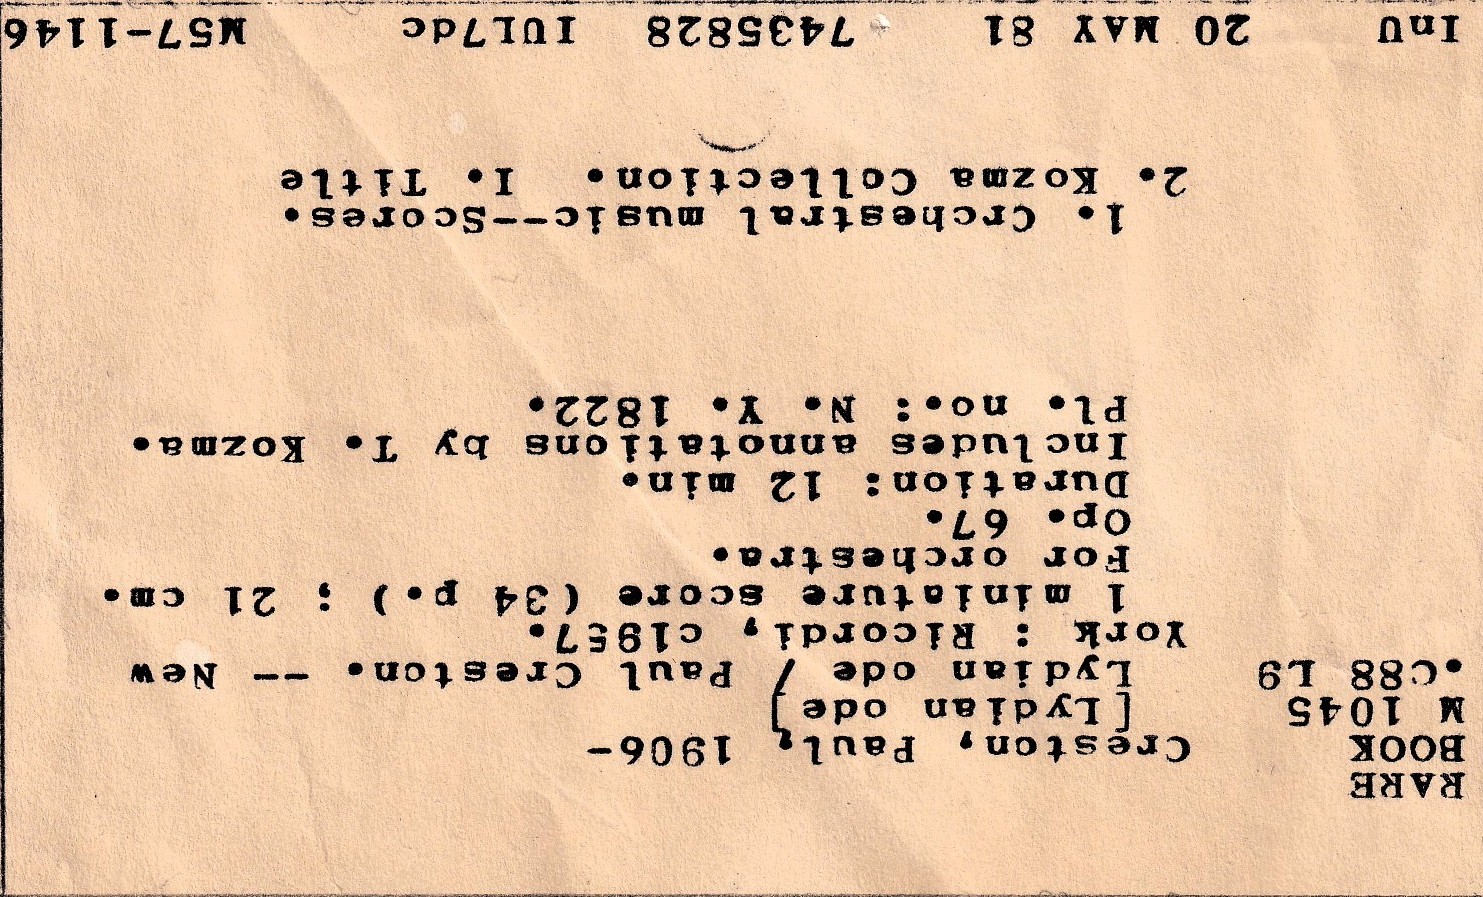 RARE
BOOK Creston, Paul, 1906-
M 1045 [Lydian ode]
.C88 L9 Lydian ode / Paul Creston. -- New
York : Ricordi, c1957.
1 miniature score (34 p.) ; 21 cm.
For orchestra.
Op. 67.
Duration: 12 min.
Includes annotations by T. Kozma.
Pl. no.: N. Y. 1822.
1. Crchestral music--Scores.
2. Kozma Collection. I. Title
InU 20 MAY 81 7435828 IUL7dc M57-1146